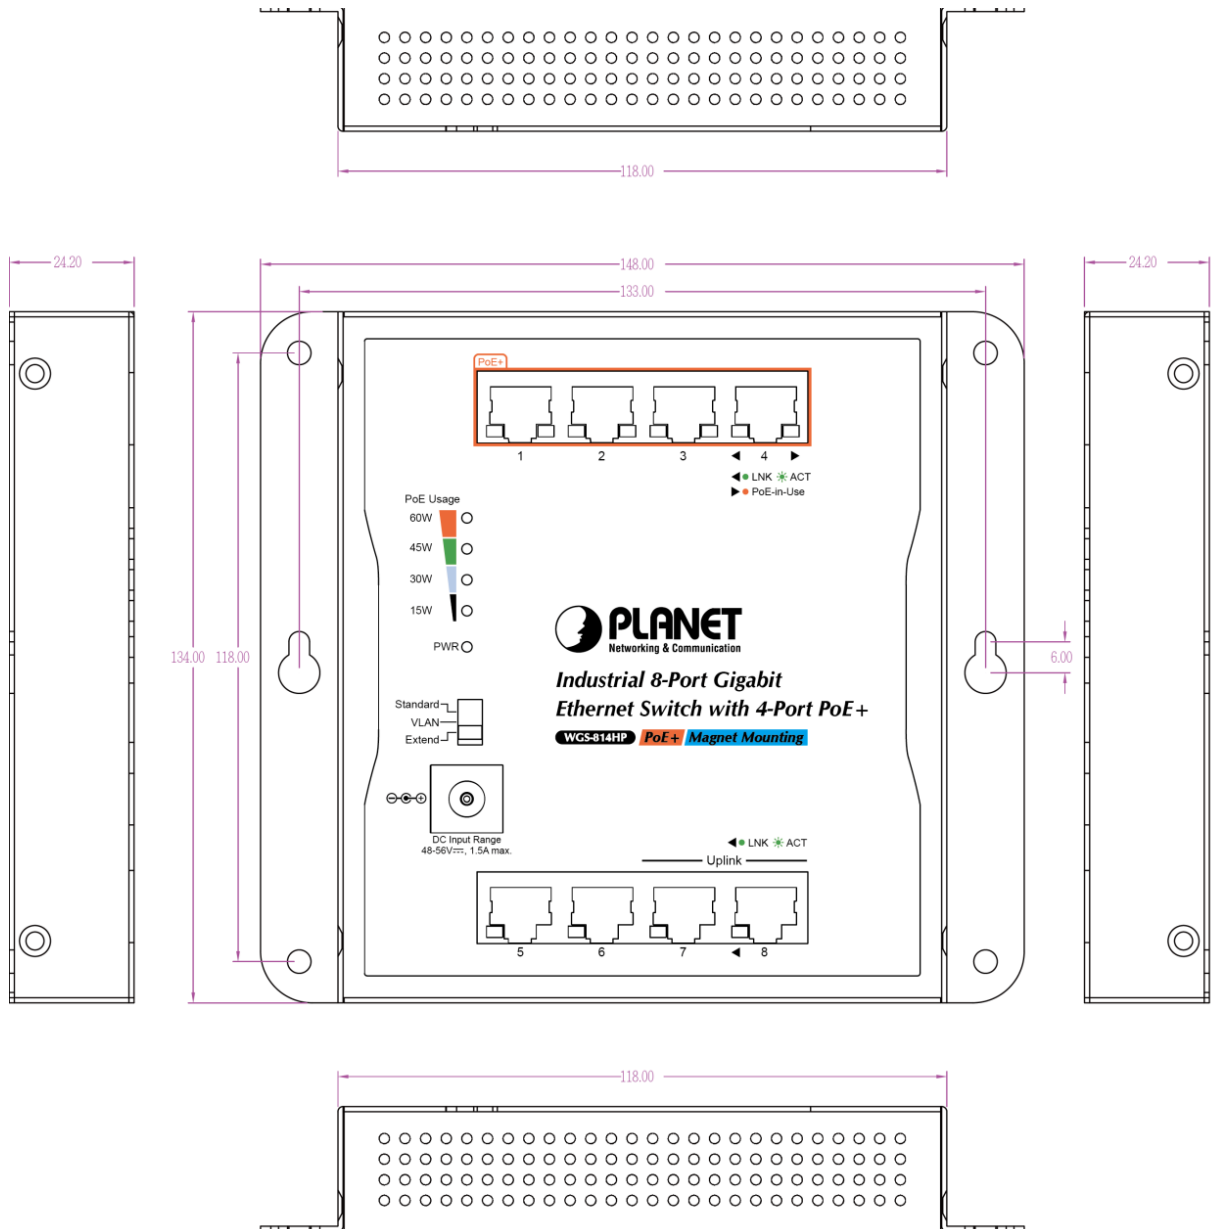 118.00
24.20
148.00
24.20
133.00
PoE+
1 2 3 4
LNK ACT
PoE-in-Use
PoE Usage
60W
45W
30W
15W
PWR
PLANET
Networking & Communication
134.00 118.00
6.00
Industrial 8-Port Gigabit
Ethernet Switch with 4-Port PoE+
WGS-814HP PoE+ Magnet Mounting
Standard
VLAN
Extend
DC Input Range
48-56V⎓, 1.5A max.
LNK ACT
Uplink
5 6 7 8
118.00